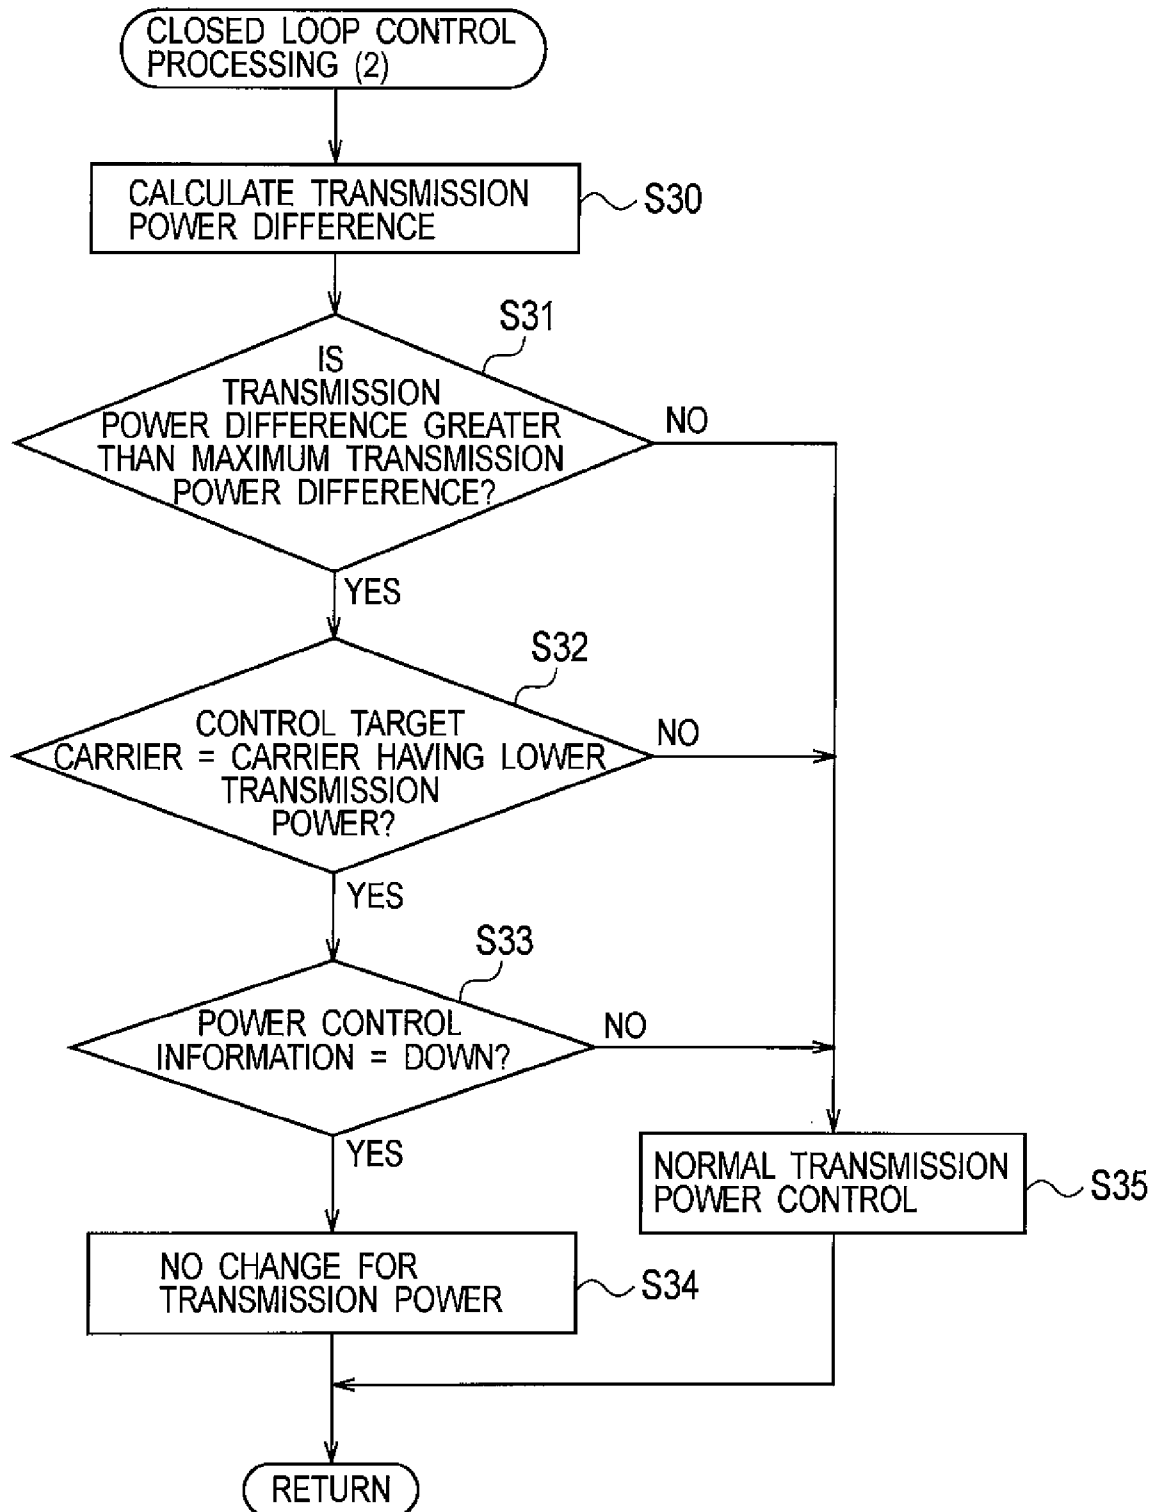 CLOSED LOOP CONTROL
PROCESSING (2)
CALCULATE TRANSMISSION
POWER DIFFERENCE
S30
S31
IS
TRANSMISSION
POWER DIFFERENCE GREATER
THAN MAXIMUM TRANSMISSION
POWER DIFFERENCE?
NO
YES
S32
CONTROL TARGET
CARRIER = CARRIER HAVING LOWER
TRANSMISSION
POWER?
NO
YES
S33
POWER CONTROL
INFORMATION = DOWN?
NO
YES
NORMAL TRANSMISSION
POWER CONTROL
S35
NO CHANGE FOR
TRANSMISSION POWER
S34
RETURN